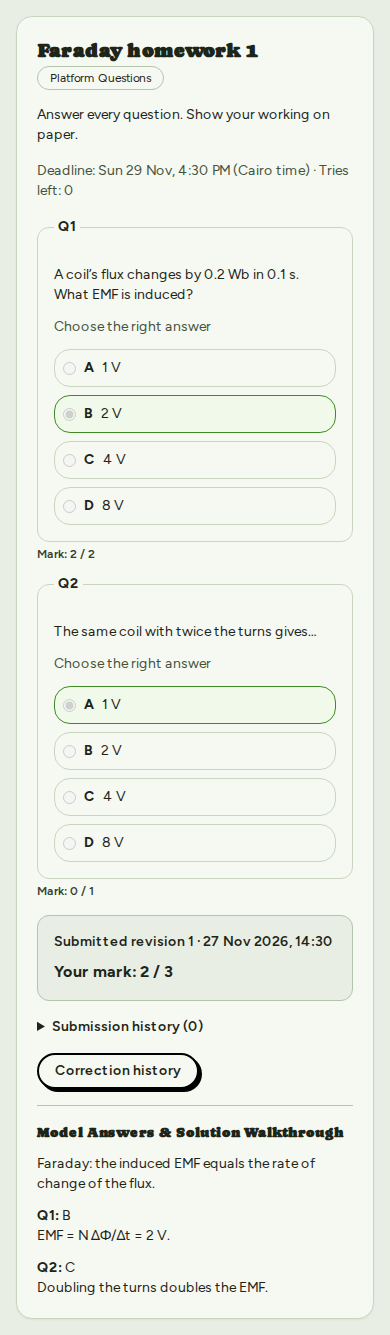 Faraday homework 1
Platform Questions
Answer every question. Show your working on
paper.
Deadline: Sun 29 Nov, 4:30 PM (Cairo time) · Tries
left: 0
Q1
A coil's flux changes by 0.2 Wb in 0.1 s.
What EMF is induced?
Choose the right answer
A 1 V
B 2 V
C 4 V
D 8 V
Mark: 2 / 2
Q2
The same coil with twice the turns gives…
Choose the right answer
A 1 V
B 2 V
C 4 V
D 8 V
Mark: 0 / 1
Submitted revision 1 · 27 Nov 2026, 14:30
Your mark: 2 / 3
Submission history (0)
Correction history
Model Answers & Solution Walkthrough
Faraday: the induced EMF equals the rate of
change of the flux.
Q1: B
EMF = N ΔΦ/Δt = 2 V.
Q2: C
Doubling the turns doubles the EMF.